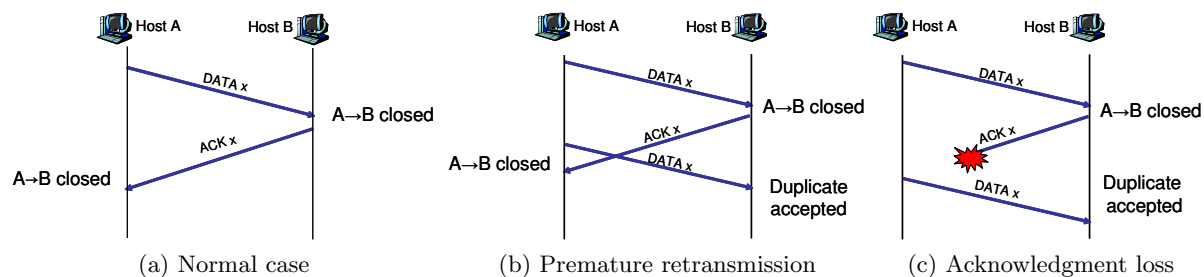 Host A
Host B
DATA x
A→B closed
ACK x
A→B closed
(a) Normal case
Host A
Host B
DATA x
A→B closed
ACK x
A→B closed
DATA x
Duplicate
accepted
(b) Premature retransmission
Host A
Host B
DATA x
A→B closed
ACK x
DATA x
Duplicate
accepted
(c) Acknowledgment loss